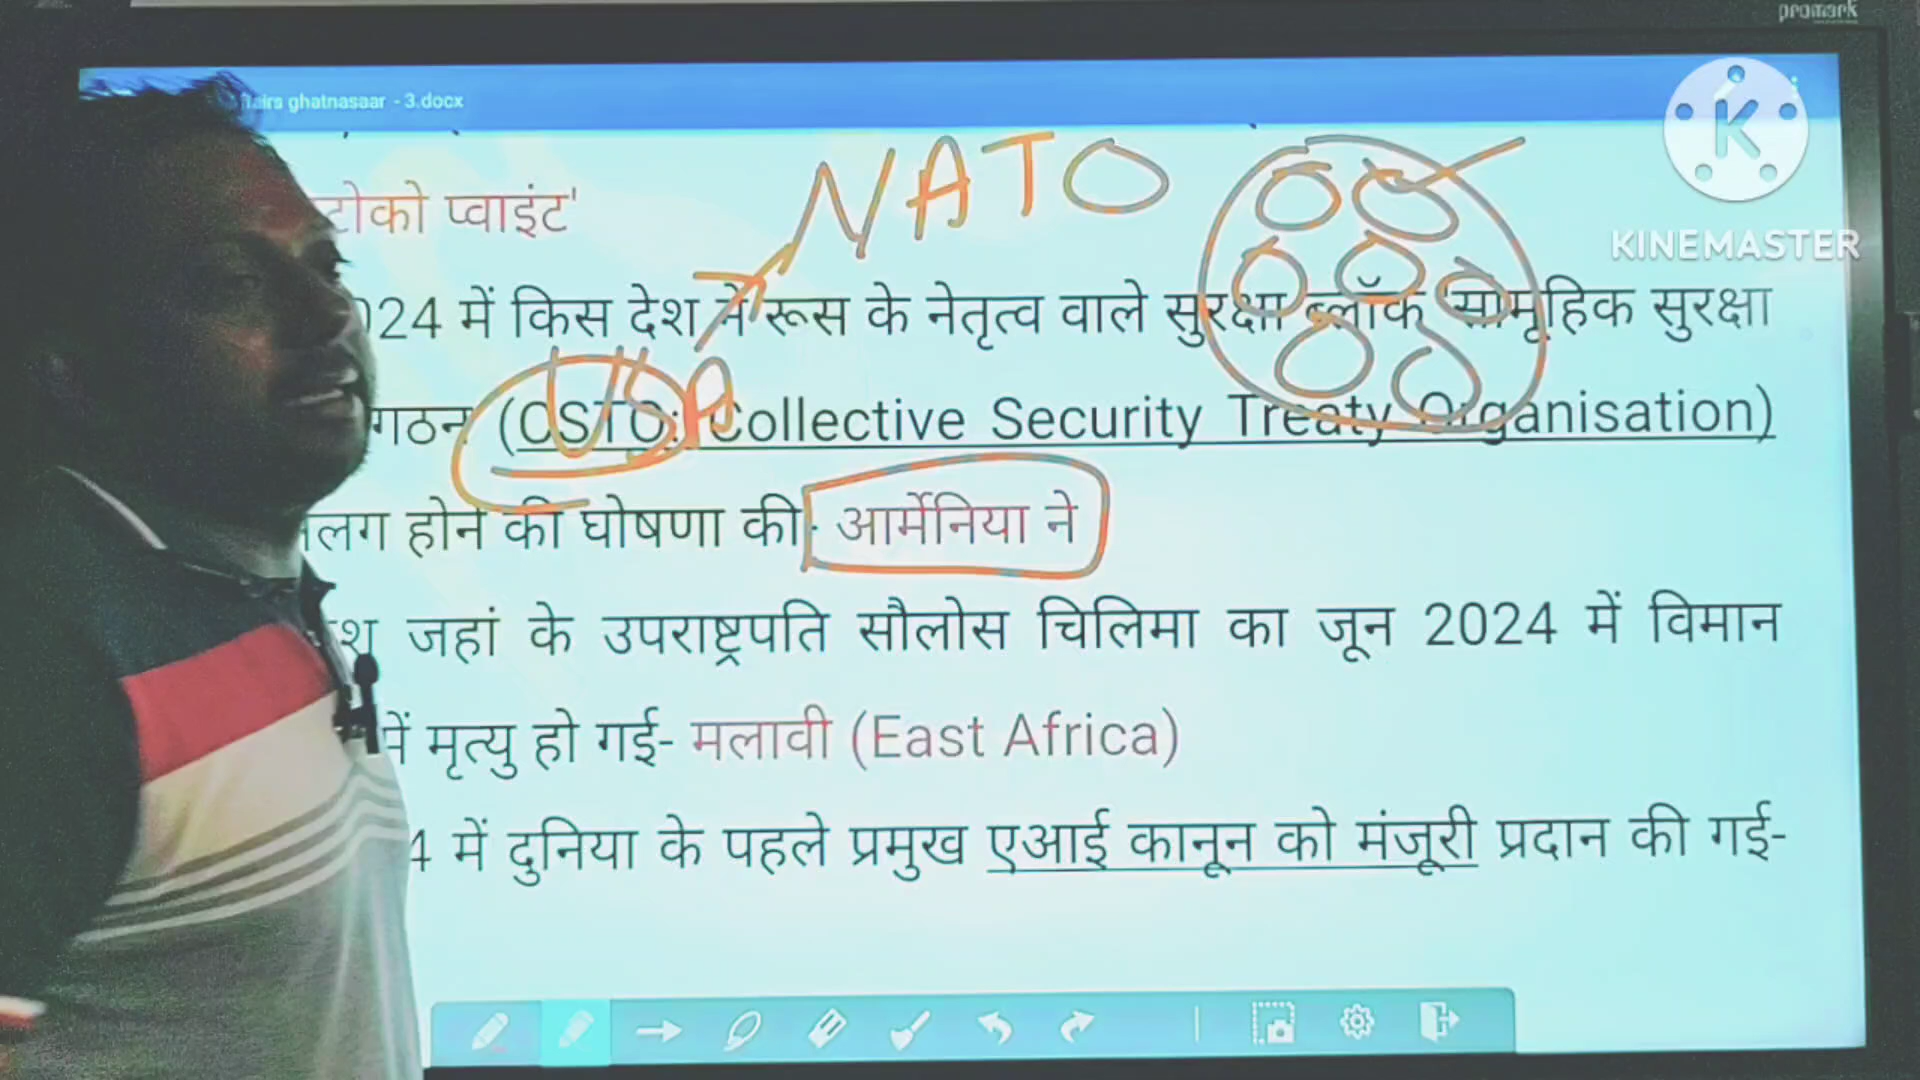 promark
ghatnasaar - 3.docx
NATO
KINEMASTER
टोको प्वाइंट'
024 में किस देश ने रूस के नेतृत्व वाले सुरक्षा ब्लॉक 'सामूहिक सुरक्षा
USA
गठन (CSTO: Collective Security Treaty Organisation)
लग होने की घोषणा की- आर्मेनिया ने
श जहां के उपराष्ट्रपति सौलोस चिलिमा का जून 2024 में विमान
में मृत्यु हो गई- मलावी (East Africa)
4 में दुनिया के पहले प्रमुख एआई कानून को मंजूरी प्रदान की गई-